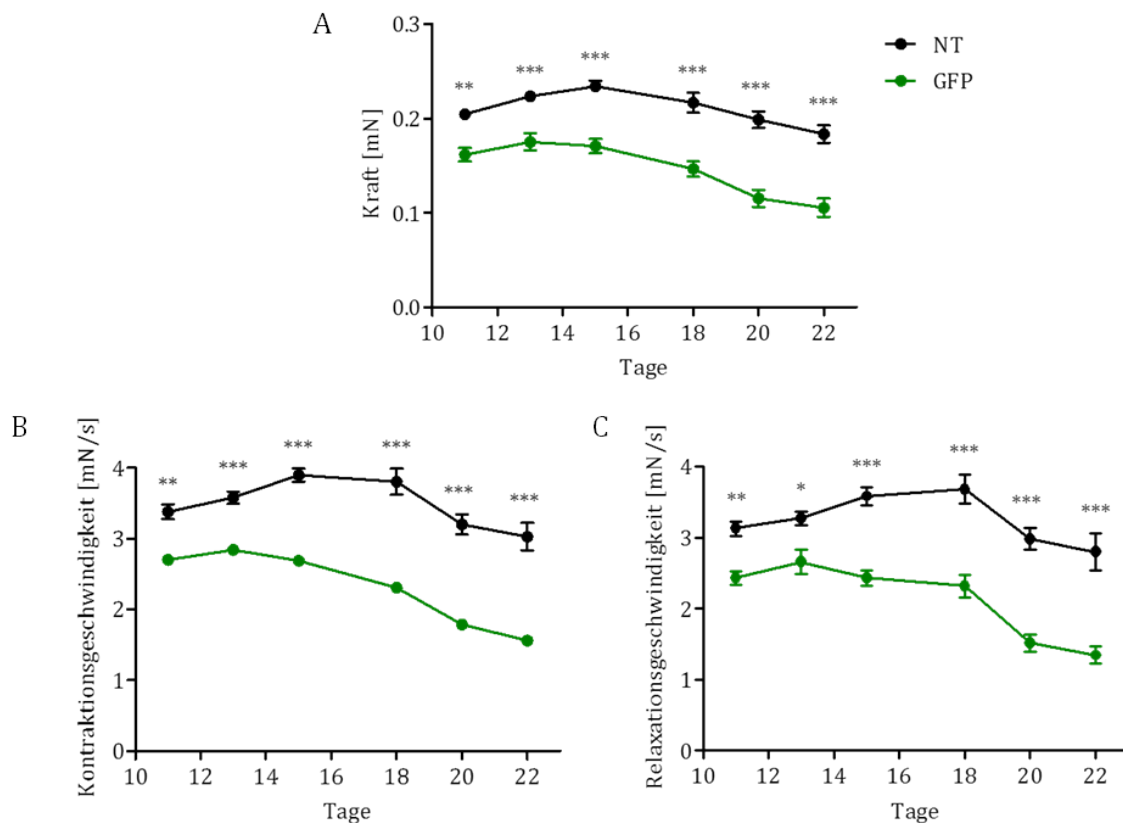 A
Kraft [mN]
0.3
0.2
0.1
0.0
** *** *** *** *** ***
10 12 14 16 18 20 22
Tage
NT
GFP
B
Kontraktionsgeschwindigkeit [mN/s]
4
3
2
1
0
** *** *** *** *** ***
10 12 14 16 18 20 22
Tage
C
Relaxationsgeschwindigkeit [mN/s]
4
3
2
1
0
** * *** *** *** ***
10 12 14 16 18 20 22
Tage